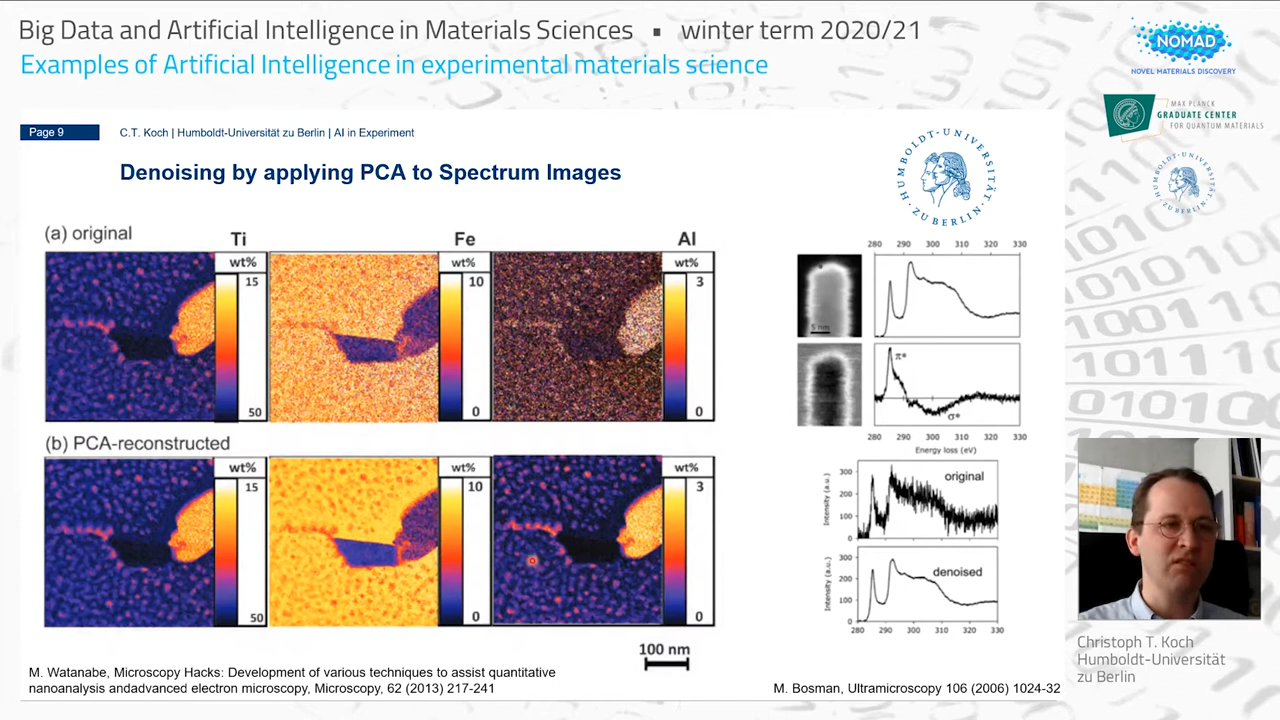 Big Data and Artificial Intelligence in Materials Sciences ▪ winter term 2020/21
Examples of Artificial Intelligence in experimental materials science
NOMAD
NOVEL MATERIALS DISCOVERY
MAX PLANCK
GRADUATE CENTER
FOR QUANTUM MATERIALS
HUMBOLDT-UNIVERSITÄT
ZU BERLIN
Page 9
C.T. Koch | Humboldt-Universität zu Berlin | AI in Experiment
HUMBOLDT-UNIVERSITÄT
ZU BERLIN
Denoising by applying PCA to Spectrum Images
(a) original
Ti
Fe
Al
wt%
15
50
wt%
10
0
wt%
3
0
(b) PCA-reconstructed
wt%
15
50
wt%
10
0
wt%
3
0
100 nm
280 290 300 310 320 330
5 nm
π*
σ*
280 290 300 310 320 330
Energy loss (eV)
original
Intensity (a.u.)
300
200
100
0
denoised
Intensity (a.u.)
300
200
100
0
280 290 300 310 320 330
M. Watanabe, Microscopy Hacks: Development of various techniques to assist quantitative
nanoanalysis andadvanced electron microscopy, Microscopy, 62 (2013) 217-241
M. Bosman, Ultramicroscopy 106 (2006) 1024-32
Christoph T. Koch
Humboldt-Universität
zu Berlin